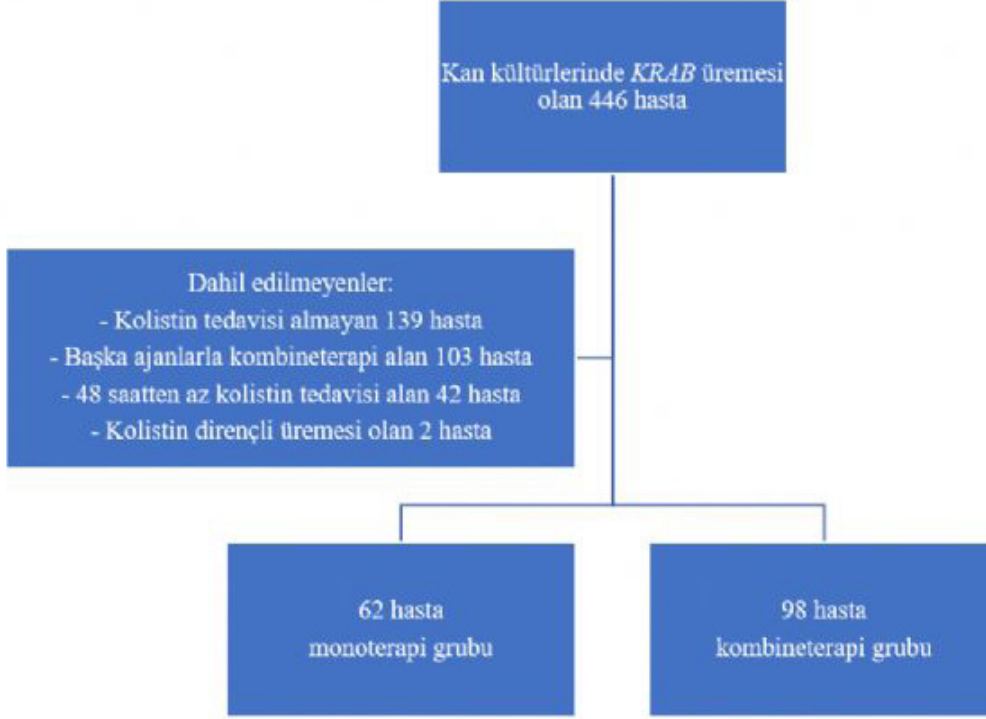 Kan kültürlerinde KRAB üremesi
olan 446 hasta
Dahil edilmeyenler:
- Kolistin tedavisi almayan 139 hasta
- Başka ajanlarla kombineterapi alan 103 hasta
- 48 saatten az kolistin tedavisi alan 42 hasta
- Kolistin dirençli üremesi olan 2 hasta
62 hasta
monoterapi grubu
98 hasta
kombineterapi grubu